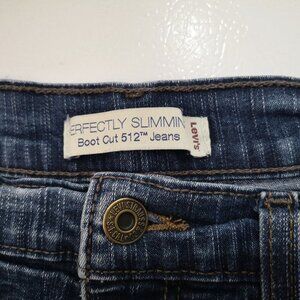 ERFECTLY SLIMMIN
Boot Cut 512™ Jeans
Levi's